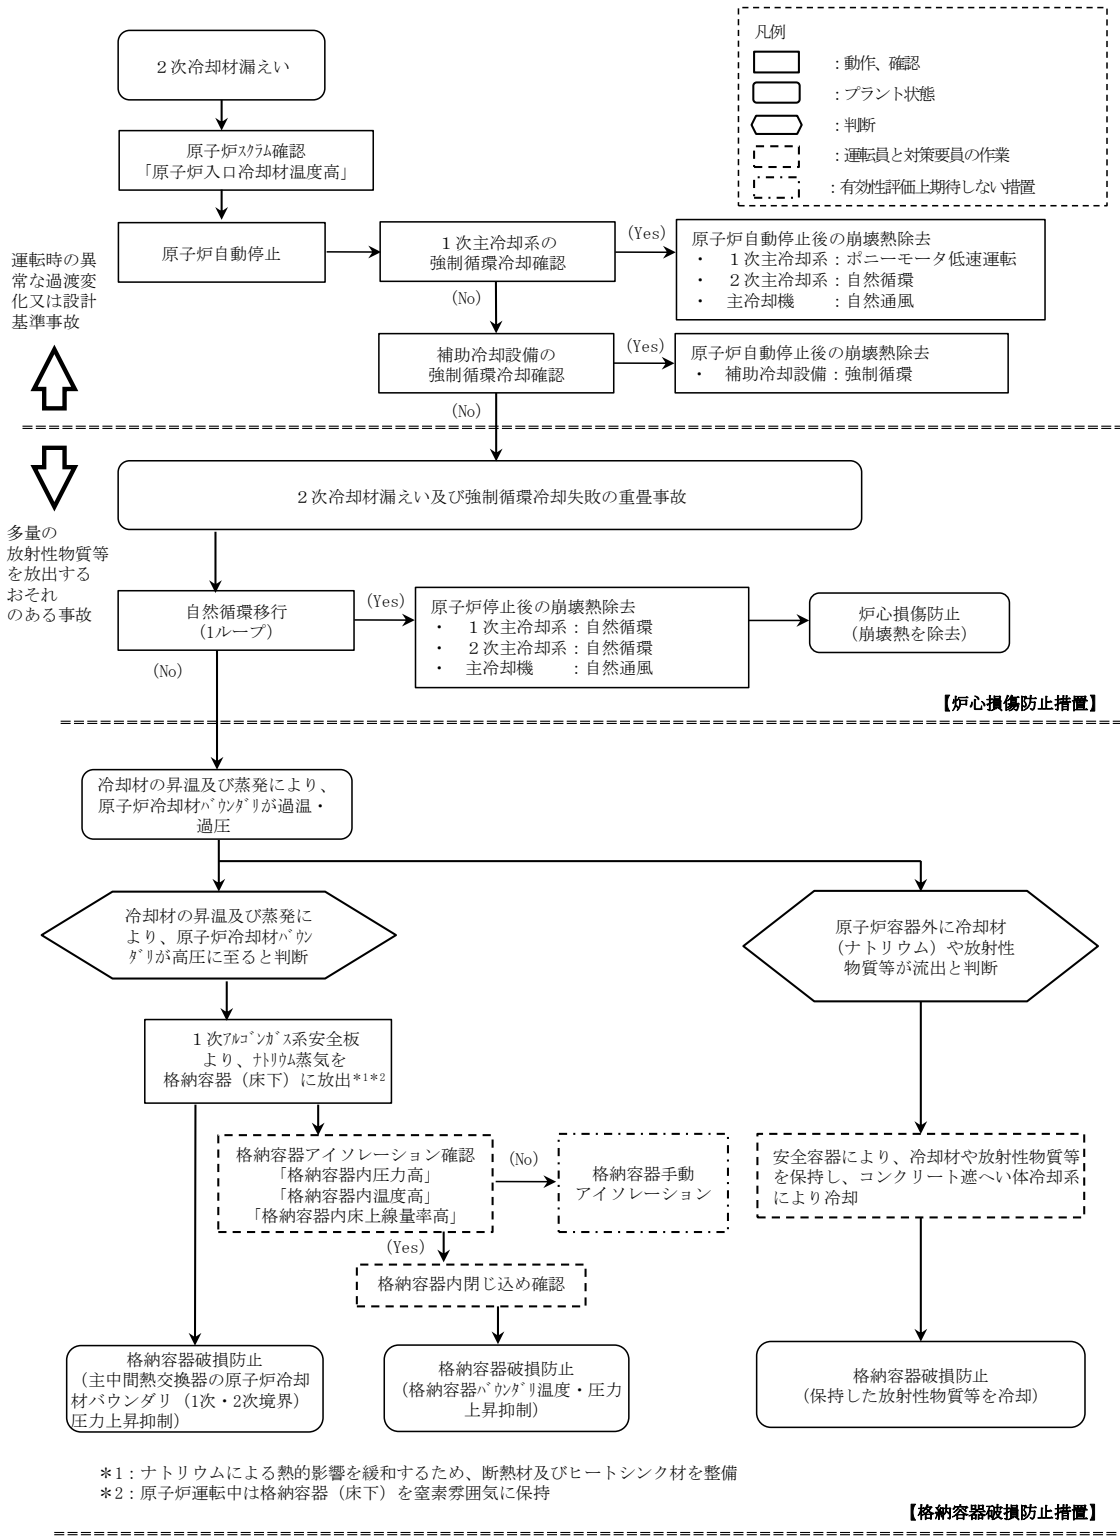 凡例
：動作、確認
：プラント状態
：判断
：運転員と対策要員の作業
：有効性評価上期待しない措置
２次冷却材漏えい
原子炉ｽｸﾗﾑ確認
「原子炉入口冷却材温度高」
原子炉自動停止
１次主冷却系の
強制循環冷却確認
(Yes)
原子炉自動停止後の崩壊熱除去
・　１次主冷却系：ポニーモータ低速運転
・　２次主冷却系：自然循環
・　主冷却機　　：自然通風
(No)
運転時の異
常な過渡変
化又は設計
基準事故
補助冷却設備の
強制循環冷却確認
(Yes)
原子炉自動停止後の崩壊熱除去
・　補助冷却設備：強制循環
(No)
２次冷却材漏えい及び強制循環冷却失敗の重畳事故
多量の
放射性物質等
を放出する
おそれ
のある事故
自然循環移行
(1ループ)
(Yes)
原子炉停止後の崩壊熱除去
・　１次主冷却系：自然循環
・　２次主冷却系：自然循環
・　主冷却機　　：自然通風
炉心損傷防止
(崩壊熱を除去)
(No)
【炉心損傷防止措置】
冷却材の昇温及び蒸発により、
原子炉冷却材ﾊﾞｳﾝﾀﾞﾘが過温・
過圧
冷却材の昇温及び蒸発に
より、原子炉冷却材ﾊﾞｳﾝ
ﾀﾞﾘが高圧に至ると判断
原子炉容器外に冷却材
（ナトリウム）や放射性
物質等が流出と判断
１次ｱﾙｺﾞﾝｶﾞｽ系安全板
より、ﾅﾄﾘｳﾑ蒸気を
格納容器（床下）に放出*1*2
格納容器アイソレーション確認
「格納容器内圧力高」
「格納容器内温度高」
「格納容器内床上線量率高」
(No)
格納容器手動
アイソレーション
安全容器により、冷却材や放射性物質等
を保持し、コンクリート遮へい体冷却系
により冷却
(Yes)
格納容器内閉じ込め確認
格納容器破損防止
（主中間熱交換器の原子炉冷却
材バウンダリ（1次・2次境界）
圧力上昇抑制）
格納容器破損防止
（格納容器ﾊﾞｳﾝﾀﾞﾘ温度・圧力
上昇抑制）
格納容器破損防止
（保持した放射性物質等を冷却）
＊1：ナトリウムによる熱的影響を緩和するため、断熱材及びヒートシンク材を整備
＊2：原子炉運転中は格納容器（床下）を窒素雰囲気に保持
【格納容器破損防止措置】